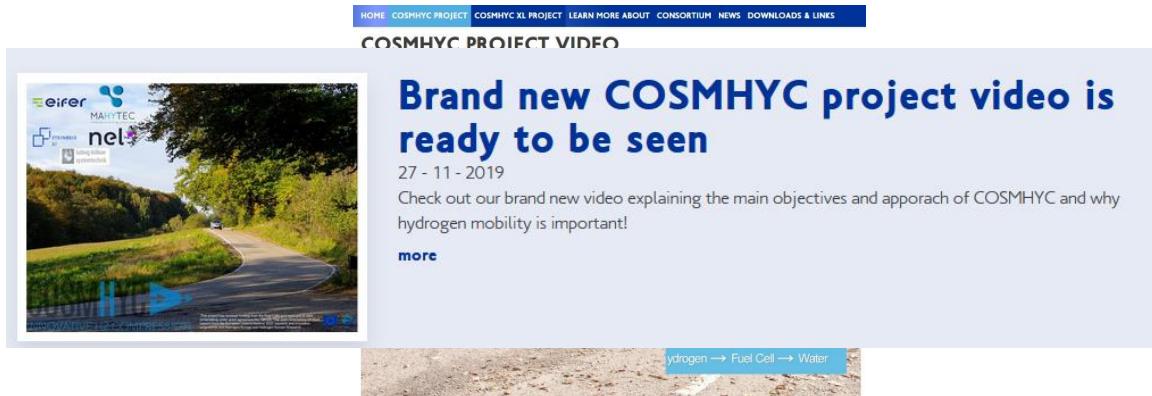 HOME COSMHYC PROJECT COSMHYC XL PROJECT LEARN MORE ABOUT CONSORTIUM NEWS DOWNLOADS & LINKS
COSMHYC PROJECT VIDEO
eifer
MAHYTEC
nel
Brand new COSMHYC project video is
ready to be seen
27 - 11 - 2019
Check out our brand new video explaining the main objectives and apporach of COSMHYC and why
hydrogen mobility is important!
more
COSMHYC
ydrogen → Fuel Cell → Water